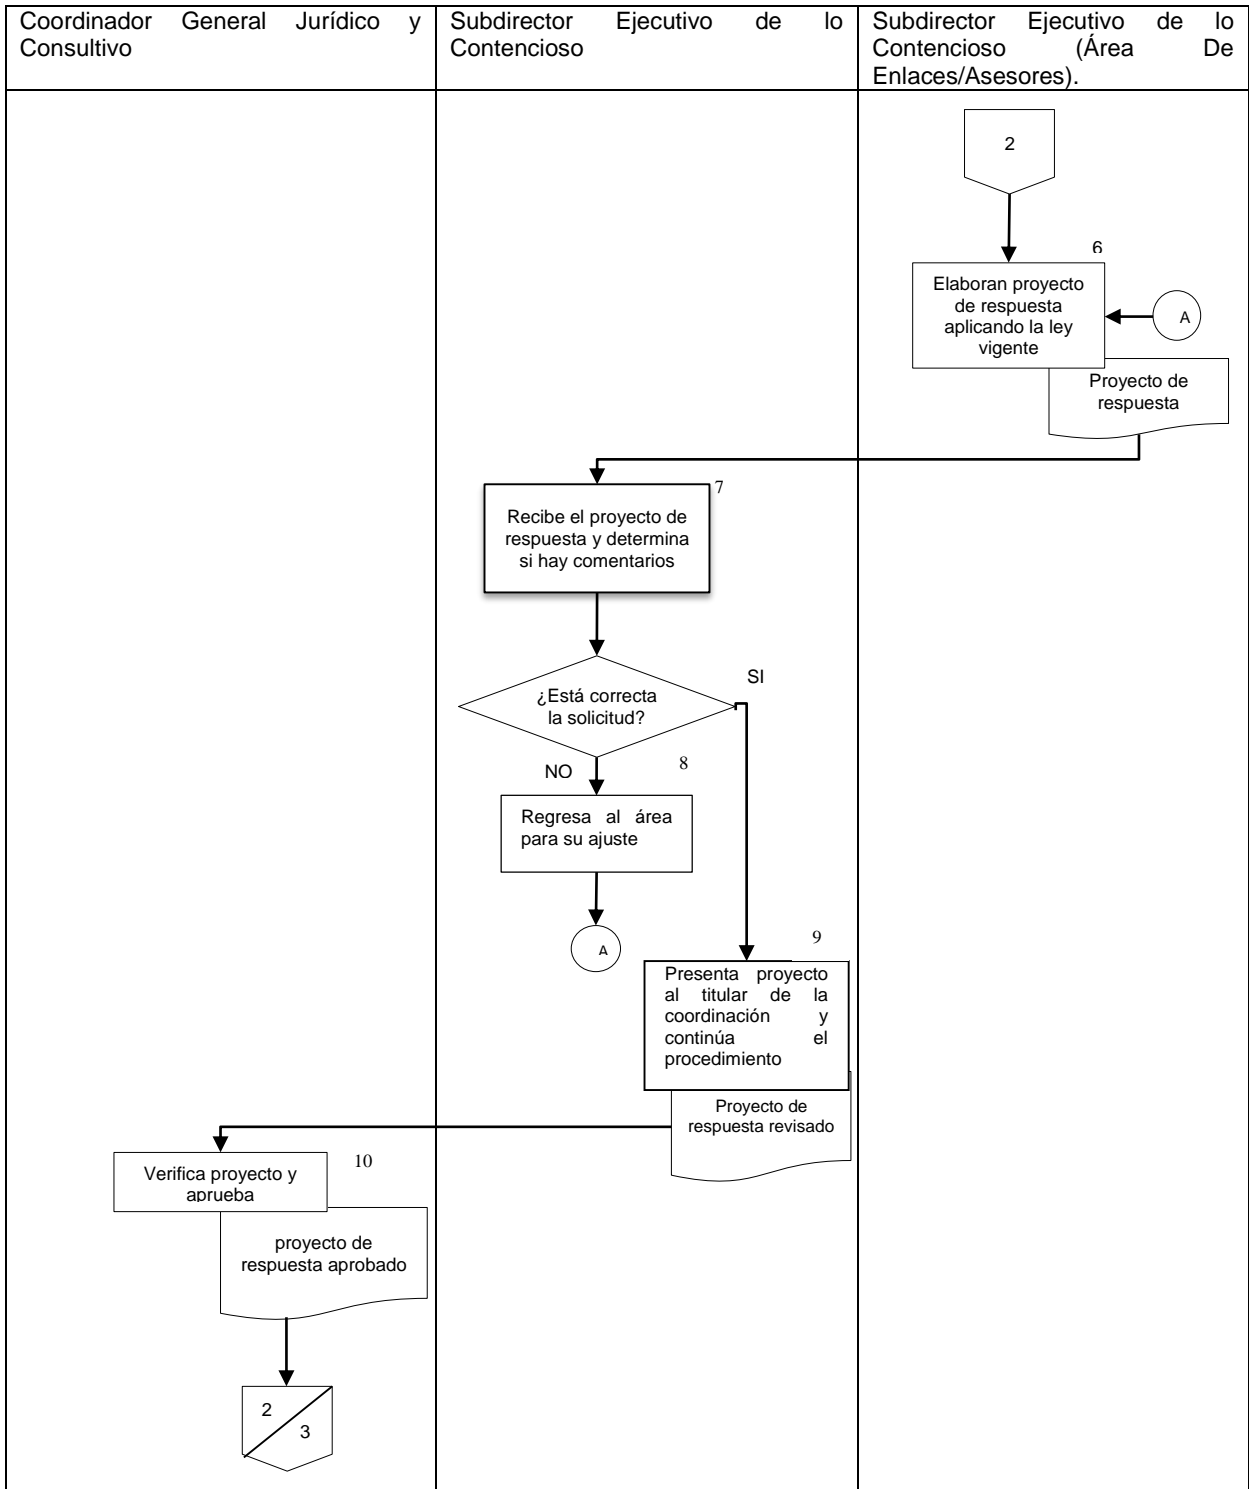 Coordinador General Jurídico y
Consultivo
Subdirector Ejecutivo de lo
Contencioso
Subdirector Ejecutivo de lo
Contencioso (Área De
Enlaces/Asesores).
2
6
Elaboran proyecto
de respuesta
aplicando la ley
vigente
A
Proyecto de
respuesta
7
Recibe el proyecto de
respuesta y determina
si hay comentarios
¿Está correcta
la solicitud?
SI
NO
8
Regresa al área
para su ajuste
A
9
Presenta proyecto
al titular de la
coordinación y
continúa el
procedimiento
Proyecto de
respuesta revisado
10
Verifica proyecto y
aprueba
proyecto de
respuesta aprobado
2
3